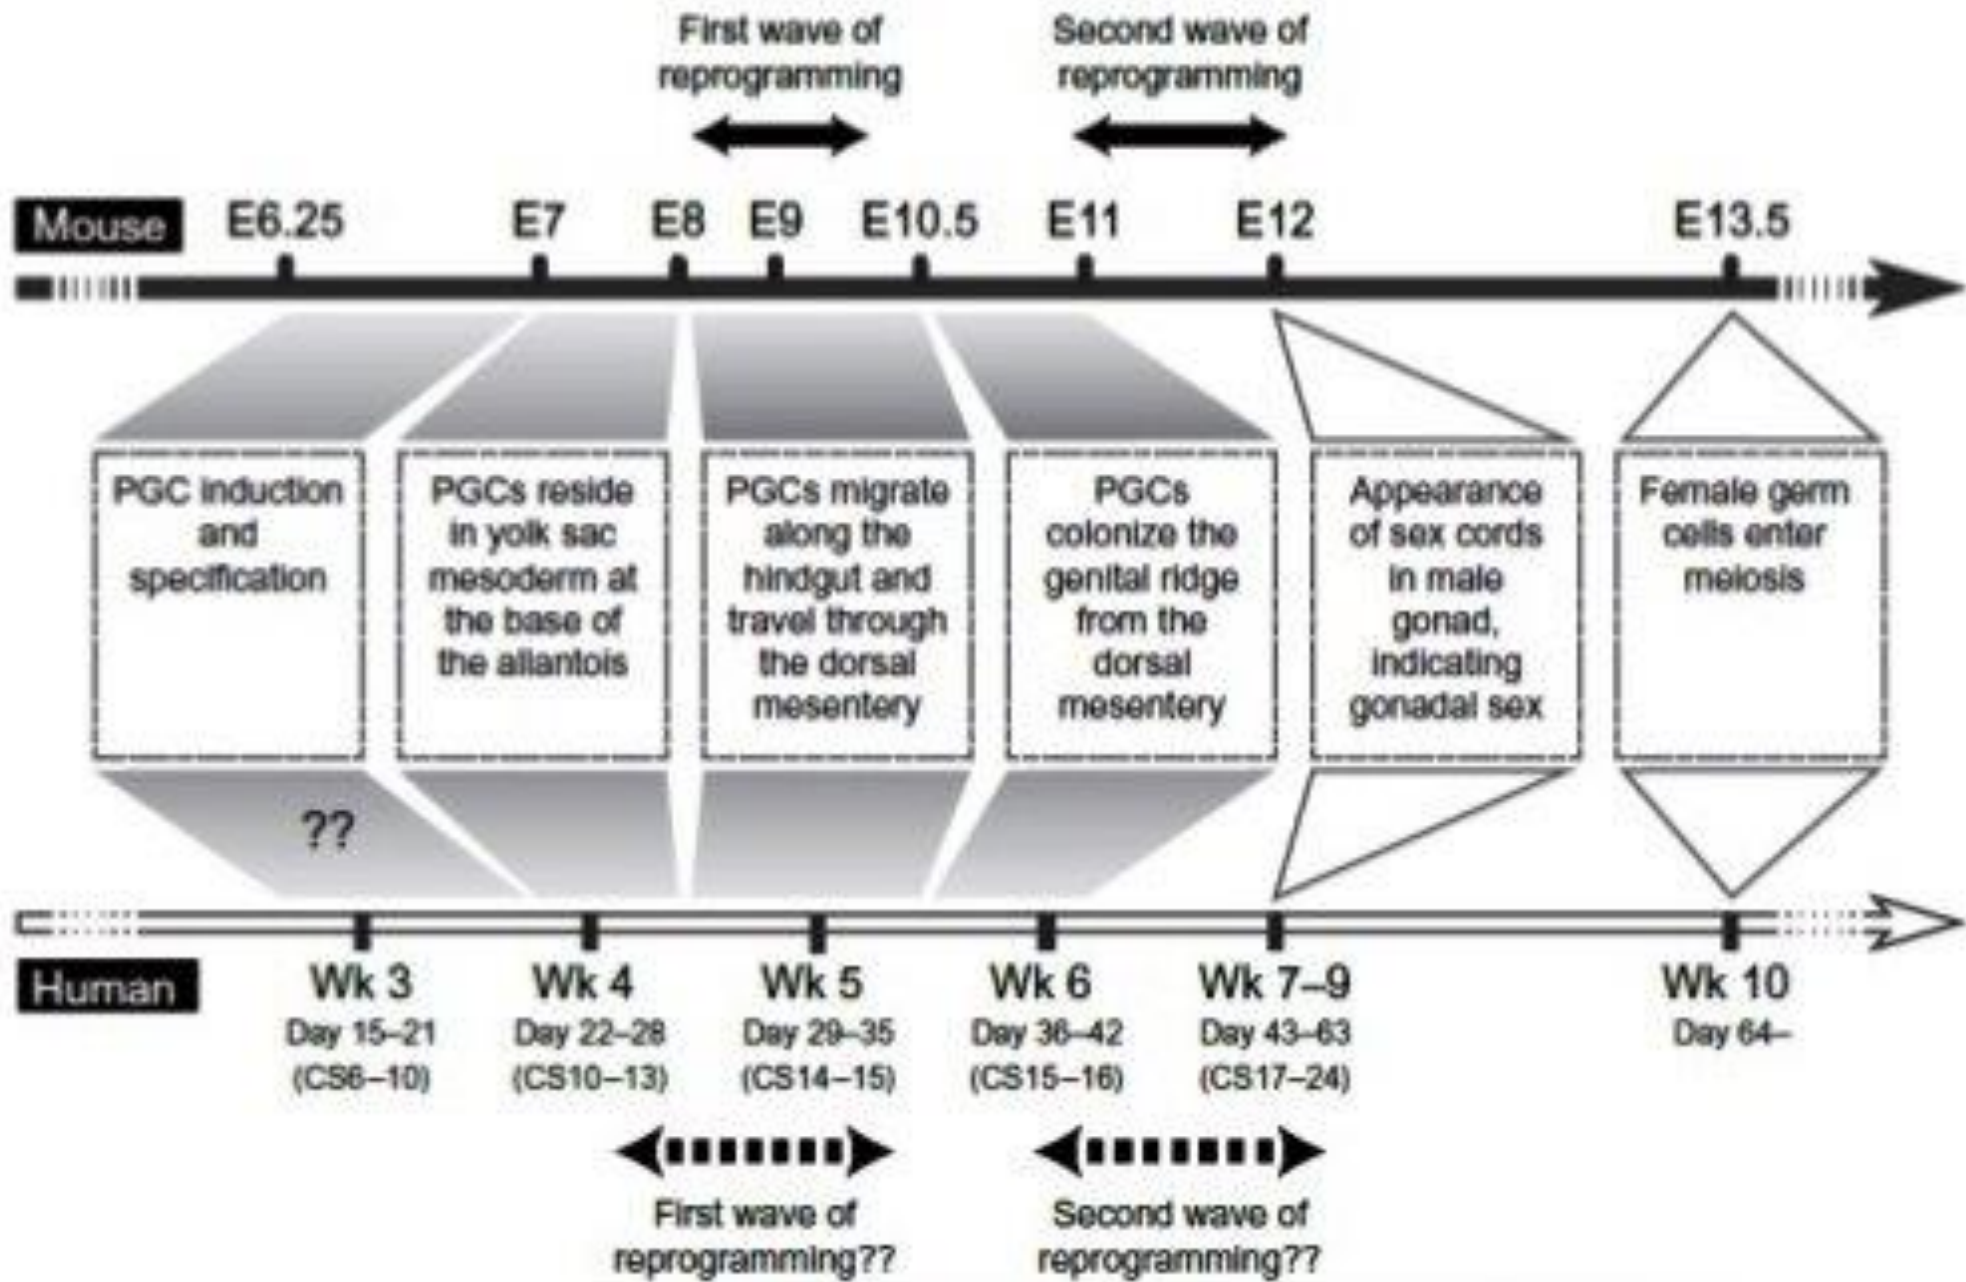 First wave of
reprogramming
Second wave of
reprogramming
Mouse
E6.25
E7
E8
E9
E10.5
E11
E12
E13.5
PGC induction
and
specification
PGCs reside
in yolk sac
mesoderm at
the base of
the allantois
PGCs migrate
along the
hindgut and
travel through
the dorsal
mesentery
PGCs
colonize the
genital ridge
from the
dorsal
mesentery
Appearance
of sex cords
in male
gonad,
indicating
gonadal sex
Female germ
cells enter
meiosis
??
Human
Wk 3
Day 15–21
(CS6–10)
Wk 4
Day 22–28
(CS10–13)
Wk 5
Day 29–35
(CS14–15)
Wk 6
Day 36–42
(CS15–16)
Wk 7–9
Day 43–63
(CS17–24)
Wk 10
Day 64–
First wave of
reprogramming??
Second wave of
reprogramming??